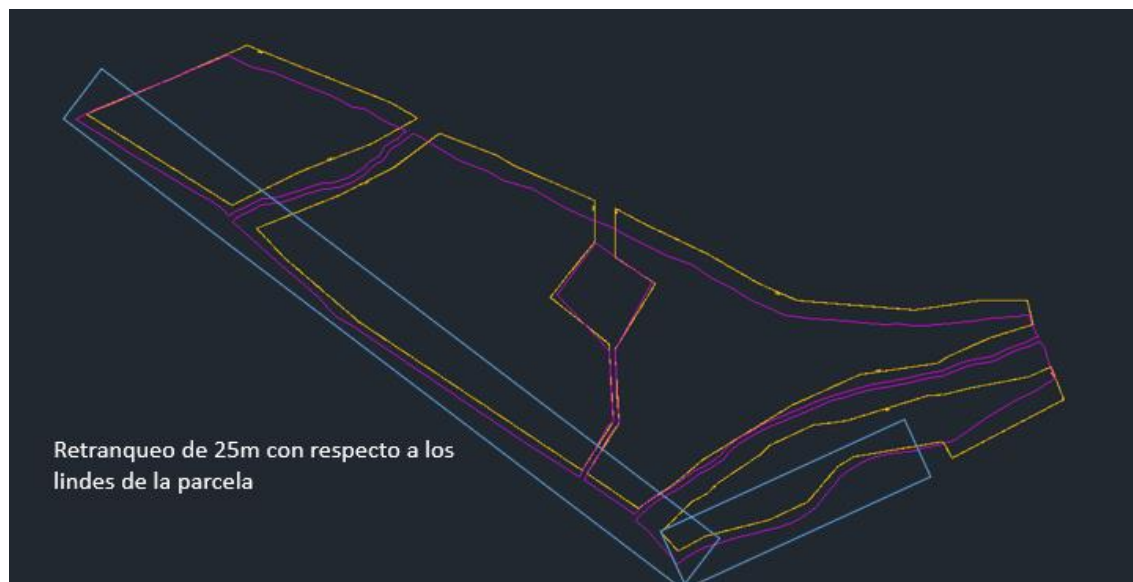 Retranqueo de 25m con respecto a los
lindes de la parcela